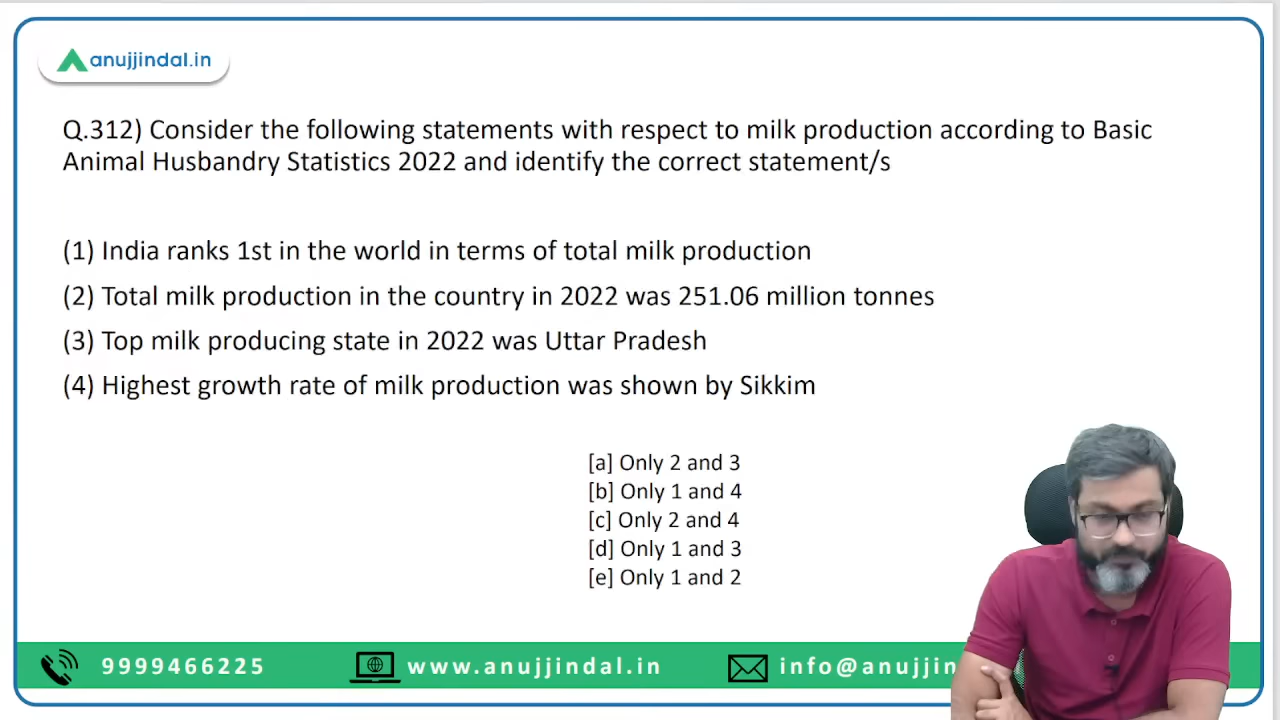 anujjindal.in
Q.312) Consider the following statements with respect to milk production according to Basic
Animal Husbandry Statistics 2022 and identify the correct statement/s
(1) India ranks 1st in the world in terms of total milk production
(2) Total milk production in the country in 2022 was 251.06 million tonnes
(3) Top milk producing state in 2022 was Uttar Pradesh
(4) Highest growth rate of milk production was shown by Sikkim
[a] Only 2 and 3
[b] Only 1 and 4
[c] Only 2 and 4
[d] Only 1 and 3
[e] Only 1 and 2
9999466225 www.anujjindal.in info@anujjin